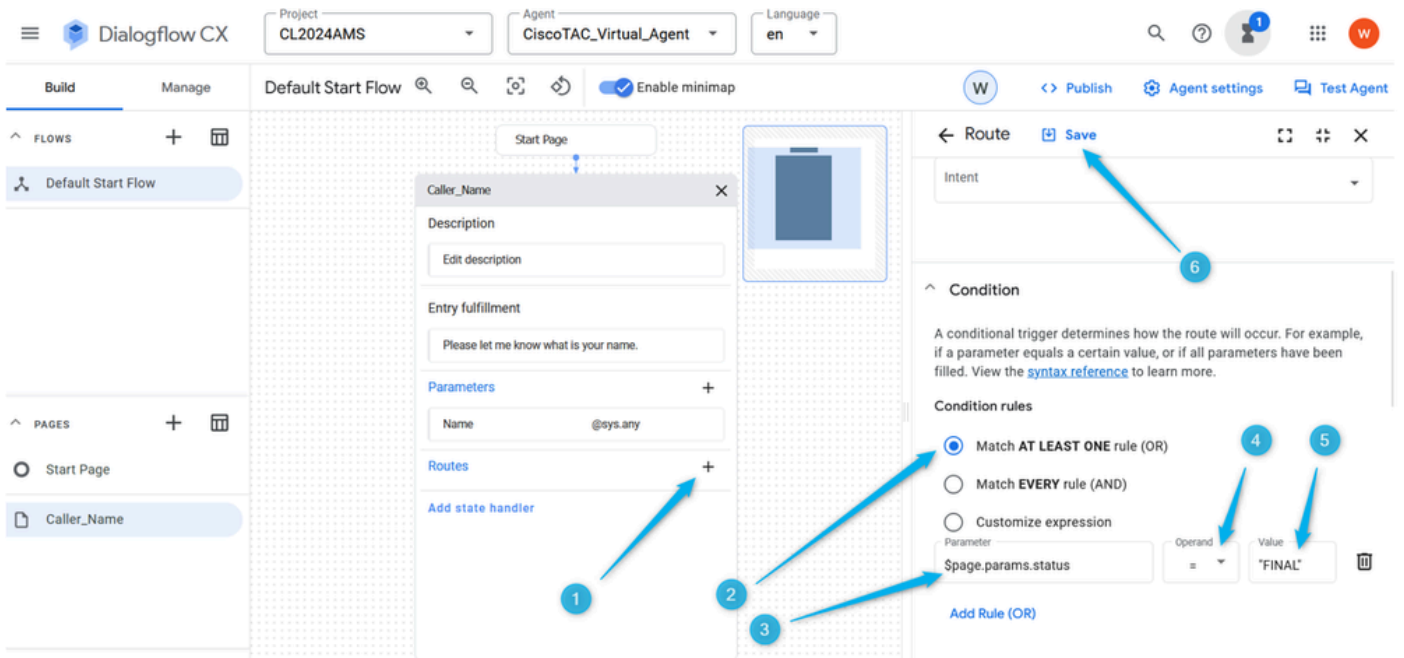 Dialogflow CX
Project
CL2024AMS
Agent
CiscoTAC_Virtual_Agent
Language
en
1
W
Build
Manage
Default Start Flow
Enable minimap
W
<> Publish
Agent settings
Test Agent
FLOWS
Default Start Flow
PAGES
Start Page
Caller_Name
Start Page
Caller_Name
Description
Edit description
Entry fulfillment
Please let me know what is your name.
Parameters
Name @sys.any
Routes
Add state handler
1
2
3
Route
Save
Intent
6
Condition
A conditional trigger determines how the route will occur. For example,
if a parameter equals a certain value, or if all parameters have been
filled. View the syntax reference to learn more.
Condition rules
Match AT LEAST ONE rule (OR)
4
5
Match EVERY rule (AND)
Customize expression
Parameter
$page.params.status
Operand
=
Value
"FINAL"
Add Rule (OR)